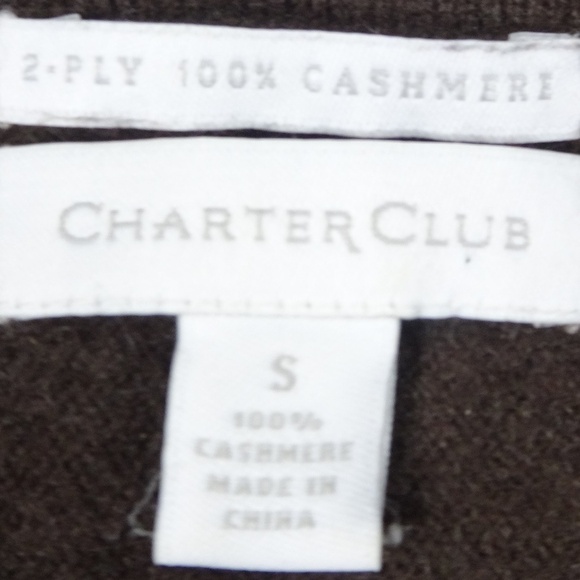 2-PLY 100% CASHMERE
CHARTER CLUB
S
100%
CASHMERE
MADE IN
CHINA